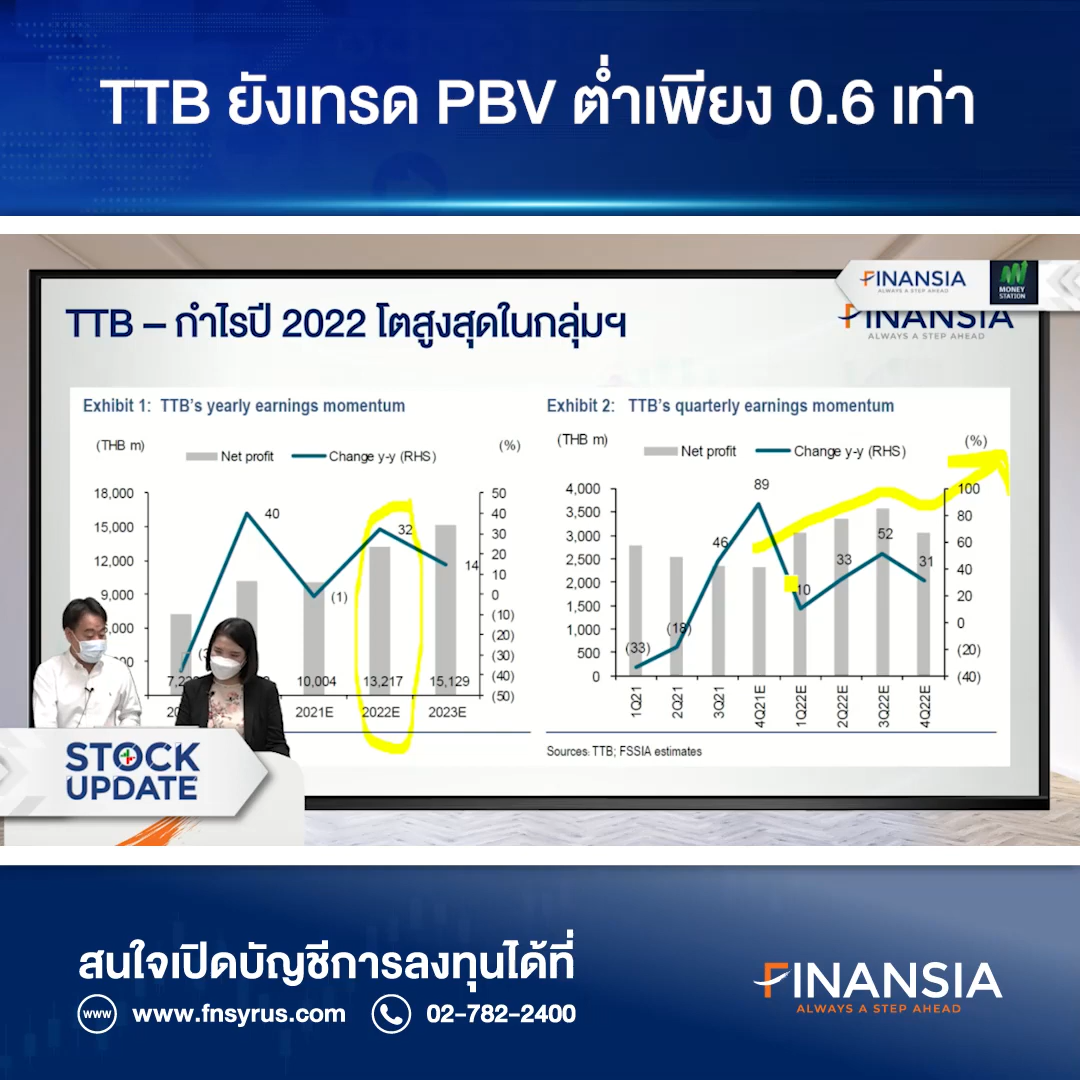 TTB ยังเทรด PBV ต่ำเพียง 0.6 เท่า
FINANSIA
ALWAYS A STEP AHEAD
MONEY
STATION
TTB – กำไรปี 2022 โตสูงสุดในกลุ่มฯ
FINANSIA
ALWAYS A STEP AHEAD
Exhibit 1: TTB's yearly earnings momentum
(THB m)
(%)
Net profit
Change y-y (RHS)
18,000
15,000
12,000
9,000
50
40
30
20
10
0
(10)
(20)
(30)
(40)
(50)
40
(1)
32
14
10,004
13,217
15,129
2021E
2022E
2023E
Exhibit 2: TTB's quarterly earnings momentum
(THB m)
(%)
Net profit
Change y-y (RHS)
4,000
3,500
3,000
2,500
2,000
1,500
1,000
500
0
100
80
60
40
20
0
(20)
(40)
(33)
(18)
46
89
10
33
52
31
1Q21
2Q21
3Q21
4Q21E
1Q22E
2Q22E
3Q22E
4Q22E
Sources: TTB; FSSIA estimates
STOCK
UPDATE
สนใจเปิดบัญชีการลงทุนได้ที่
www www.fnsyrus.com 02-782-2400
FINANSIA
ALWAYS A STEP AHEAD